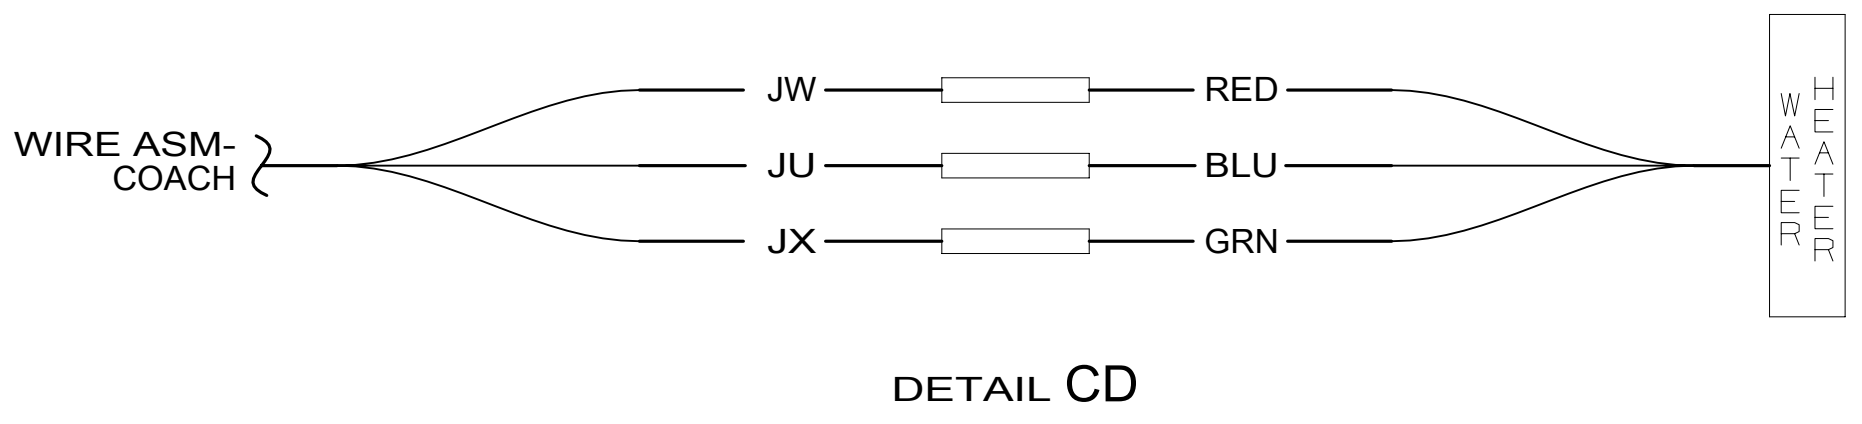 WIRE ASM-
COACH
JW RED
JU BLU
JX GRN
WATER
HEATER
DETAIL CD